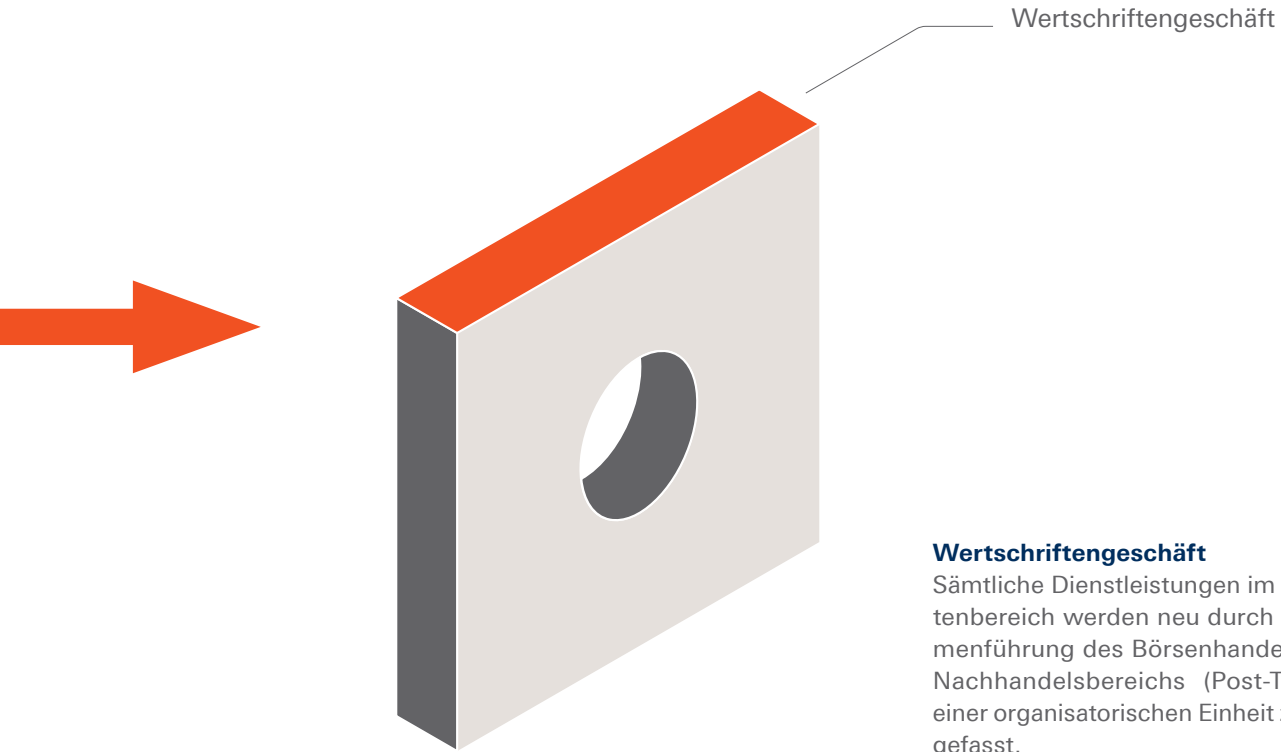 Wertschriftengeschäft
Wertschriftengeschäft
Sämtliche Dienstleistungen im
tenbereich werden neu durch
menführung des Börsenhande
Nachhandelsbereichs (Post-T
einer organisatorischen Einheit
gefasst.